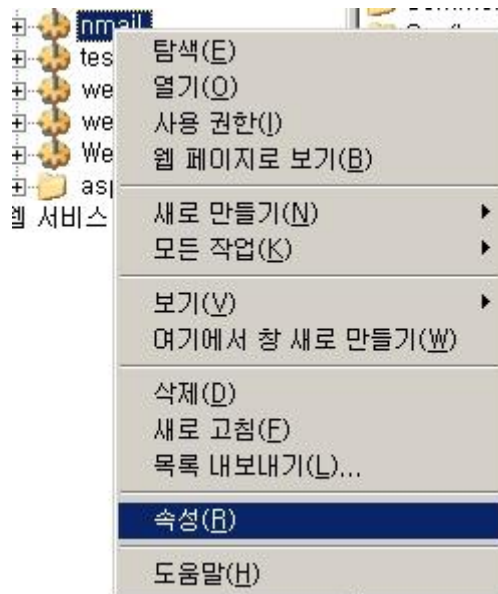 nmail
탐색(E)
열기(O)
사용 권한(I)
웹 페이지로 보기(B)
새로 만들기(N)
모든 작업(K)
보기(V)
여기에서 창 새로 만들기(W)
삭제(D)
새로 고침(F)
목록 내보내기(L)...
속성(R)
도움말(H)
tes
we
we
We
asp
웹 서비스